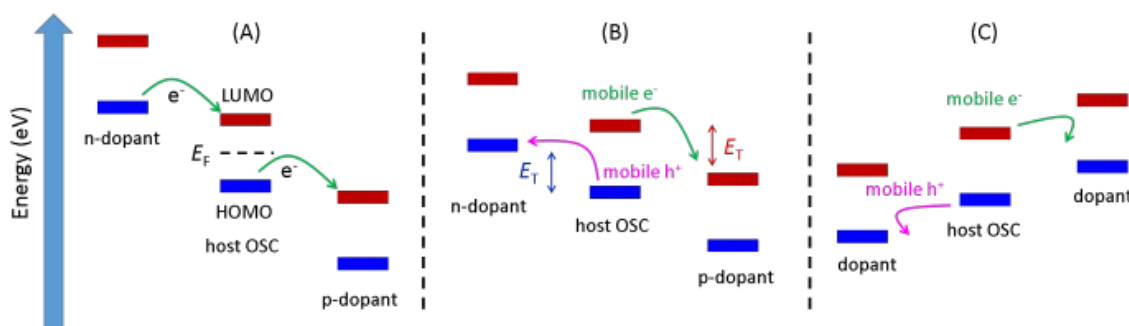 Energy (eV)
(A)
e⁻
LUMO
n-dopant
E_F
e⁻
HOMO
host OSC
p-dopant
(B)
mobile e⁻
E_T
mobile h⁺
E_T
n-dopant
host OSC
p-dopant
(C)
mobile e⁻
mobile h⁺
dopant
host OSC
dopant